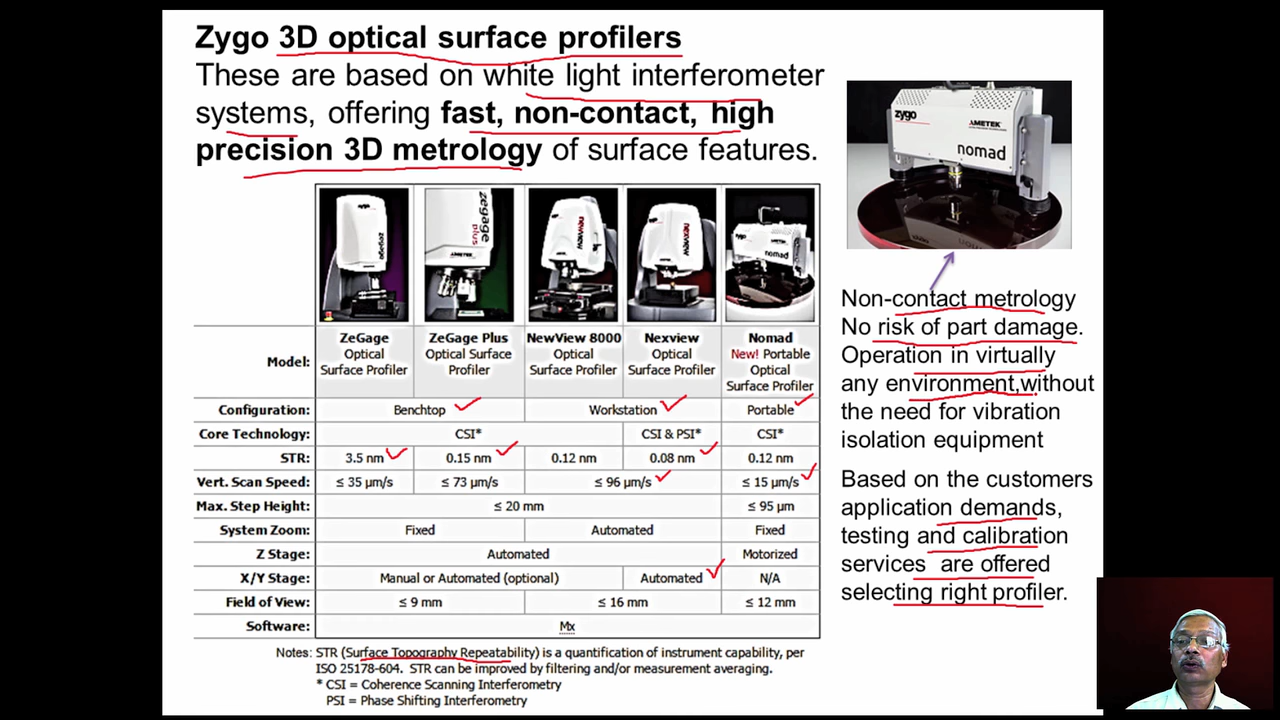 Zygo 3D optical surface profilers
These are based on white light interferometer
systems, offering fast, non-contact, high
precision 3D metrology of surface features.
zygo
AMETEK
nomad
zygo
zegage
zegage
plus
AMETEK
newview
zygo
nexview
zygo
nomad
Model:
ZeGage
Optical
Surface Profiler
ZeGage Plus
Optical Surface
Profiler
NewView 8000
Optical
Surface Profiler
Nexview
Optical
Surface Profiler
Nomad
New! Portable
Optical
Surface Profiler
Configuration: Benchtop Workstation Portable
Core Technology: CSI* CSI & PSI* CSI*
STR: 3.5 nm 0.15 nm 0.12 nm 0.08 nm 0.12 nm
Vert. Scan Speed: ≤ 35 µm/s ≤ 73 µm/s ≤ 96 µm/s ≤ 15 µm/s
Max. Step Height: ≤ 20 mm ≤ 95 µm
System Zoom: Fixed Automated Fixed
Z Stage: Automated Motorized
X/Y Stage: Manual or Automated (optional) Automated N/A
Field of View: ≤ 9 mm ≤ 16 mm ≤ 12 mm
Software: Mx
Notes: STR (Surface Topography Repeatability) is a quantification of instrument capability, per
ISO 25178-604. STR can be improved by filtering and/or measurement averaging.
* CSI = Coherence Scanning Interferometry
PSI = Phase Shifting Interferometry
Non-contact metrology
No risk of part damage.
Operation in virtually
any environment,without
the need for vibration
isolation equipment
Based on the customers
application demands,
testing and calibration
services are offered
selecting right profiler.